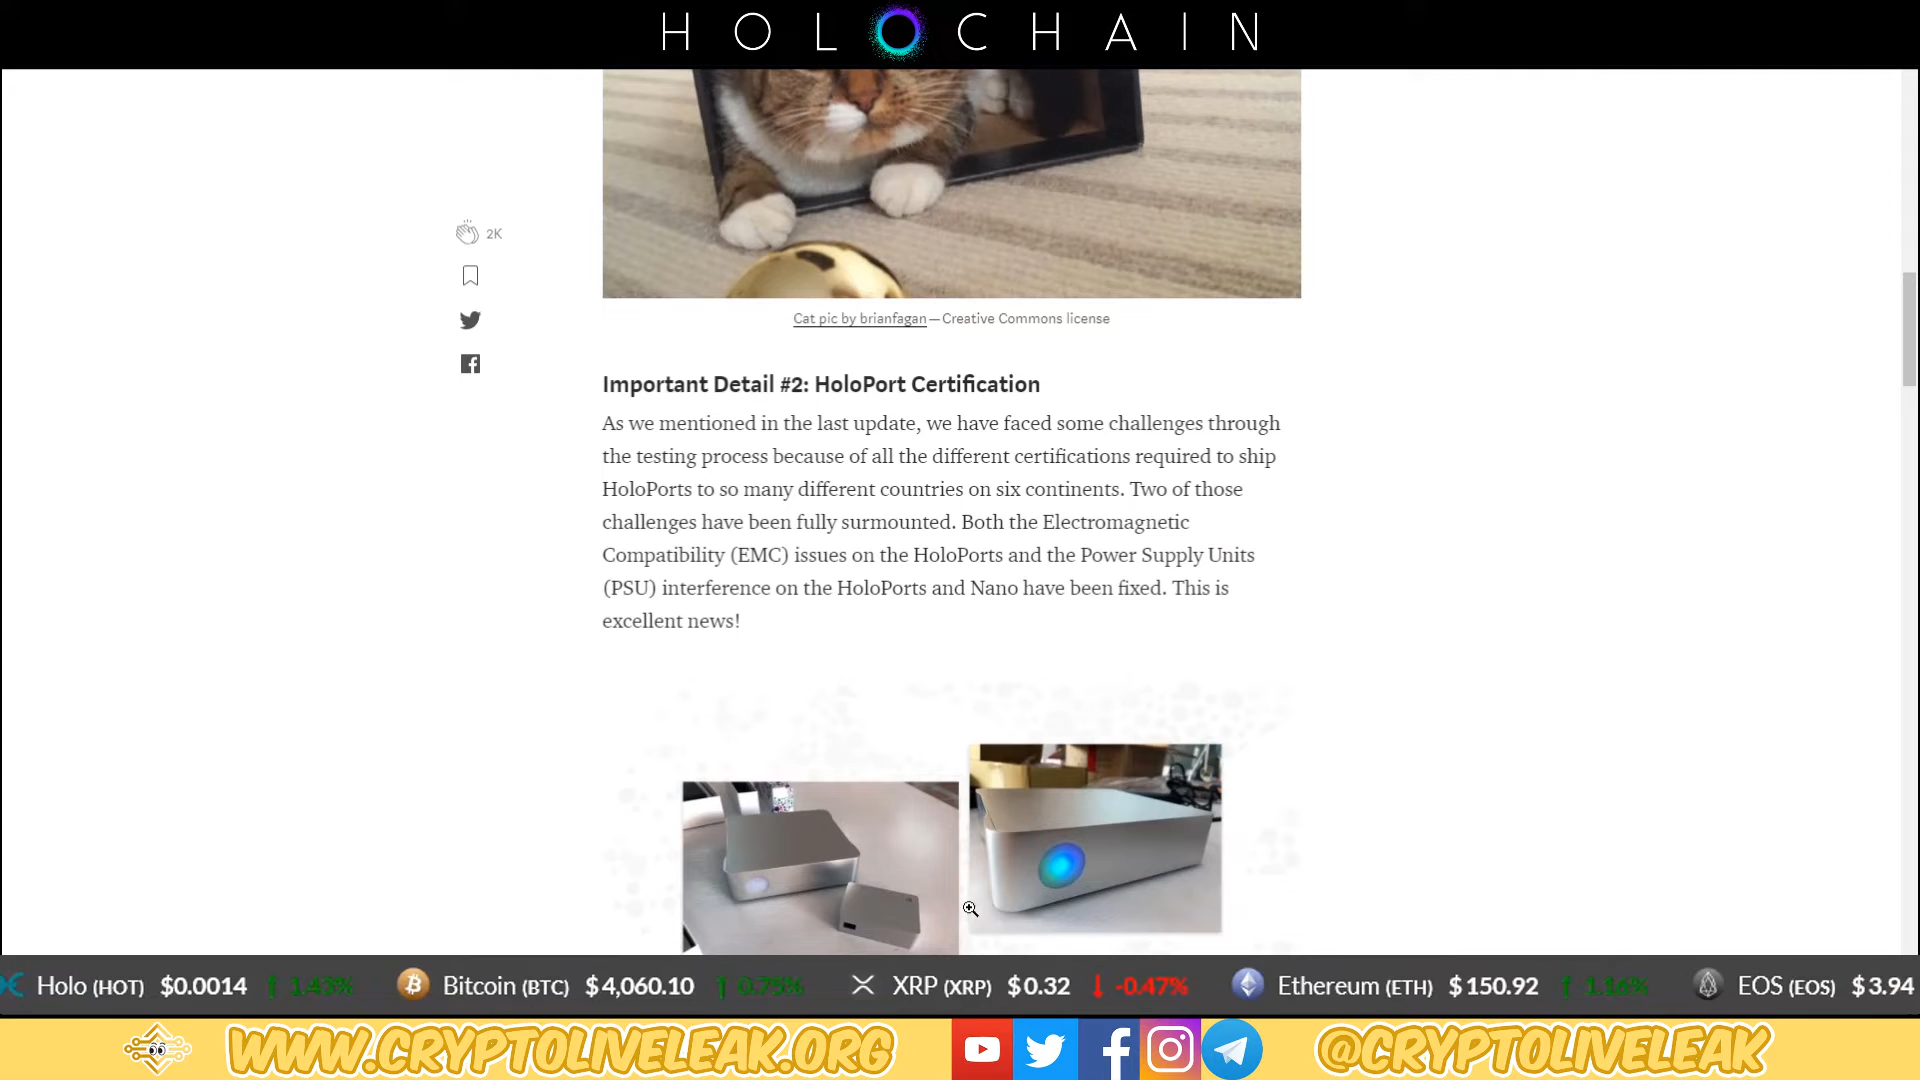 HOLOCHAIN
2K
Cat pic by brianfagan — Creative Commons license
Important Detail #2: HoloPort Certification
As we mentioned in the last update, we have faced some challenges through
the testing process because of all the different certifications required to ship
HoloPorts to so many different countries on six continents. Two of those
challenges have been fully surmounted. Both the Electromagnetic
Compatibility (EMC) issues on the HoloPorts and the Power Supply Units
(PSU) interference on the HoloPorts and Nano have been fixed. This is
excellent news!
Holo (HOT) $0.0014 ↑ 1.43% Bitcoin (BTC) $4,060.10 ↑ 0.75% XRP (XRP) $0.32 ↓ -0.47% Ethereum (ETH) $150.92 ↑ 1.16% EOS (EOS) $3.94
WWW.CRYPTOLIVELEAK.ORG @CRYPTOLIVELEAK